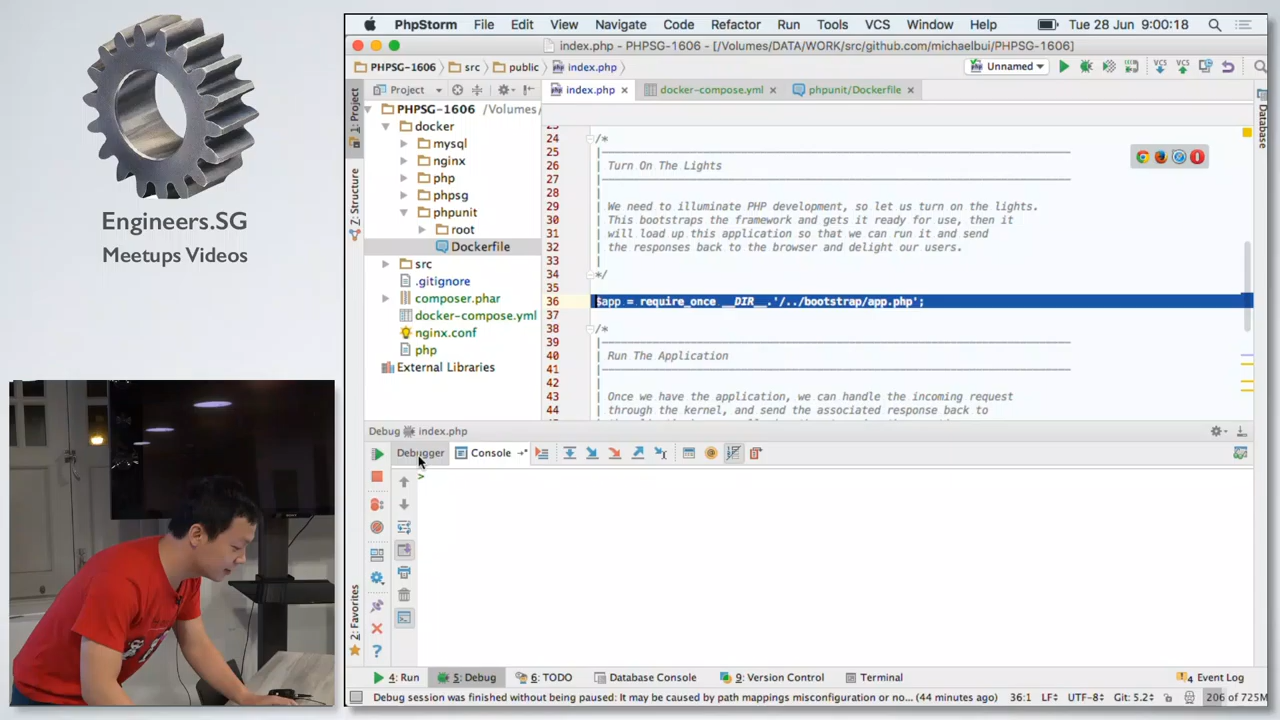 Engineers.SG
Meetups Videos
PhpStorm File Edit View Navigate Code Refactor Run Tools VCS Window Help Tue 28 Jun 9:00:18
index.php - PHPSG-1606 - [/Volumes/DATA/WORK/src/github.com/michaelbui/PHPSG-1606]
PHPSG-1606 src public index.php Unnamed
Project index.php docker-compose.yml phpunit/Dockerfile
1: Project
7: Structure
2: Favorites
Database
PHPSG-1606 /Volumes/
docker
mysql
nginx
php
phpsg
phpunit
root
Dockerfile
src
.gitignore
composer.phar
docker-compose.yml
nginx.conf
php
External Libraries
24 /*
25
26 | Turn On The Lights
27
28 |
29 | We need to illuminate PHP development, so let us turn on the lights.
30 | This bootstraps the framework and gets it ready for use, then it
31 | will load up this application so that we can run it and send
32 | the responses back to the browser and delight our users.
33 |
34 */
35
36 $app = require_once __DIR__.'/../bootstrap/app.php';
37
38 /*
39
40 | Run The Application
41
42 |
43 | Once we have the application, we can handle the incoming request
44 | through the kernel, and send the associated response back to
Debug index.php
Debugger Console
>
4: Run 5: Debug 6: TODO Database Console 9: Version Control Terminal 4 Event Log
Debug session was finished without being paused: It may be caused by path mappings misconfiguration or no... (44 minutes ago) 36:1 LF UTF-8 Git: 5.2 206 of 725M